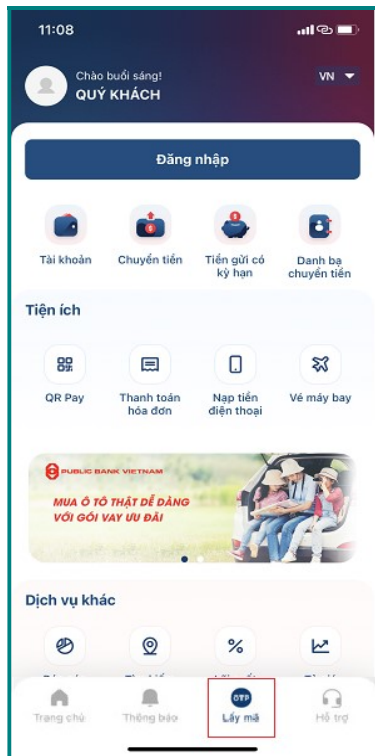 11:08
Chào buổi sáng!
QUÝ KHÁCH
VN
Đăng nhập
Tài khoản
Chuyển tiền
Tiền gửi có
kỳ hạn
Danh bạ
chuyển tiền
Tiện ích
QR Pay
Thanh toán
hóa đơn
Nạp tiền
điện thoại
Vé máy bay
PUBLIC BANK VIETNAM
MUA Ô TÔ THẬT DỄ DÀNG
VỚI GÓI VAY ƯU ĐÃI
Dịch vụ khác
%
OTP
Trang chủ
Thông báo
Lấy mã
Hỗ trợ